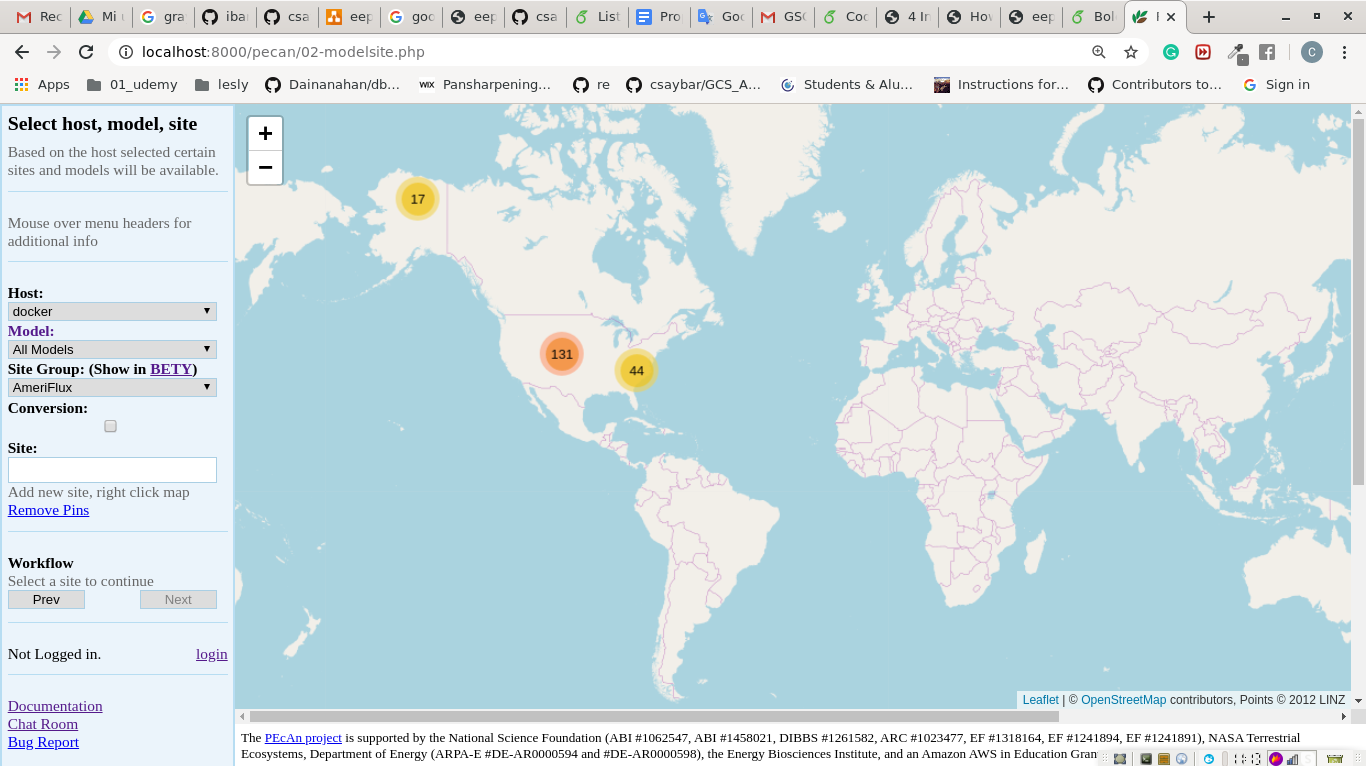 Rec
Mi
gra
iba
csa
eep
goo
eep
csa
List
Pro
Goo
GSO
Coo
4 In
How
eep
Bol
localhost:8000/pecan/02-modelsite.php
C
Apps
01_udemy
lesly
Dainanahan/db...
WIX Pansharpening...
re
csaybar/GCS_A...
Students & Alu...
Instructions for...
Contributors to...
Sign in
Select host, model, site
Based on the host selected certain
sites and models will be available.
Mouse over menu headers for
additional info
Host:
docker
Model:
All Models
Site Group: (Show in BETY)
AmeriFlux
Conversion:
Site:
Add new site, right click map
Remove Pins
Workflow
Select a site to continue
Prev Next
Not Logged in. login
Documentation
Chat Room
Bug Report
+
−
17
131
44
Leaflet | © OpenStreetMap contributors, Points © 2012 LINZ
The PEcAn project is supported by the National Science Foundation (ABI #1062547, ABI #1458021, DIBBS #1261582, ARC #1023477, EF #1318164, EF #1241894, EF #1241891), NASA Terrestrial
Ecosystems, Department of Energy (ARPA-E #DE-AR0000594 and #DE-AR0000598), the Energy Biosciences Institute, and an Amazon AWS in Education Gran